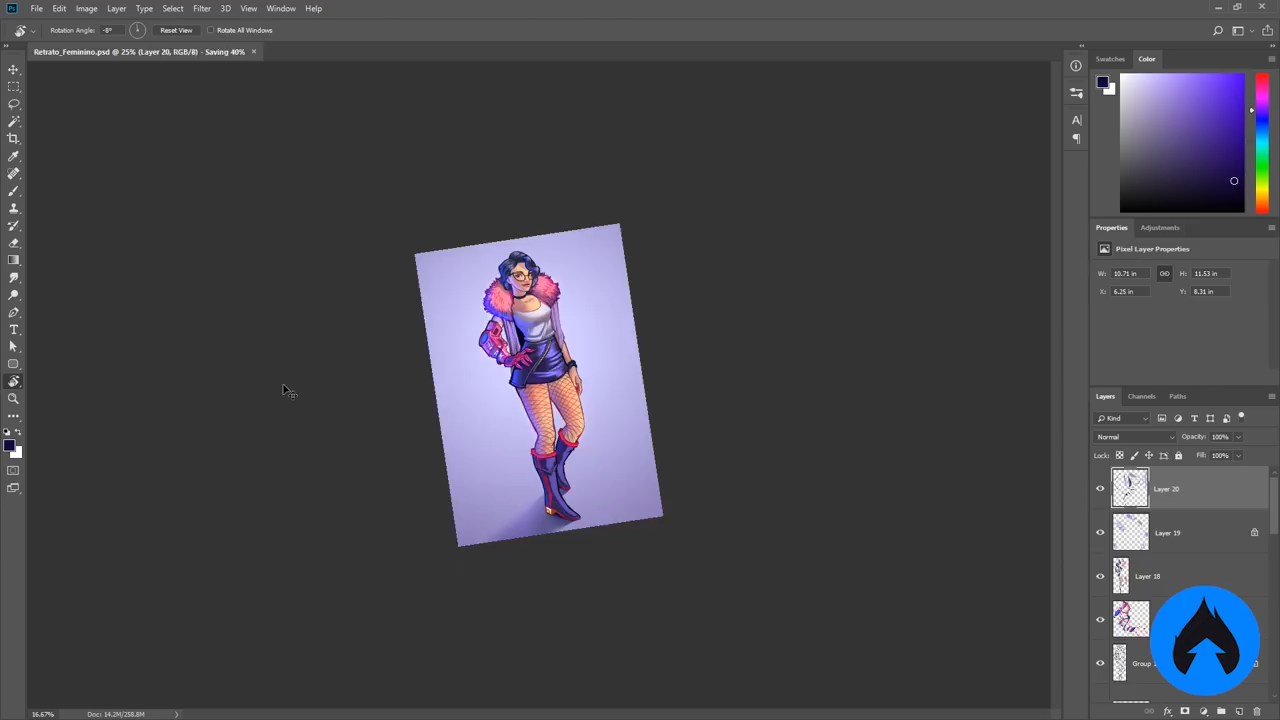 Ps File Edit Image Layer Type Select Filter 3D View Window Help
Rotation Angle: -8° Reset View Rotate All Windows
Retrato_Feminino.psd @ 25% (Layer 20, RGB/8) - Saving 40% ×
Swatches Color
Properties Adjustments
Pixel Layer Properties
W: 10.71 in H: 11.53 in
X: 6.25 in Y: 8.31 in
Layers Channels Paths
Kind
Normal Opacity: 100%
Lock: Fill: 100%
Layer 20
Layer 19
Layer 18
Group
16.67% Doc: 14.2M/258.8M